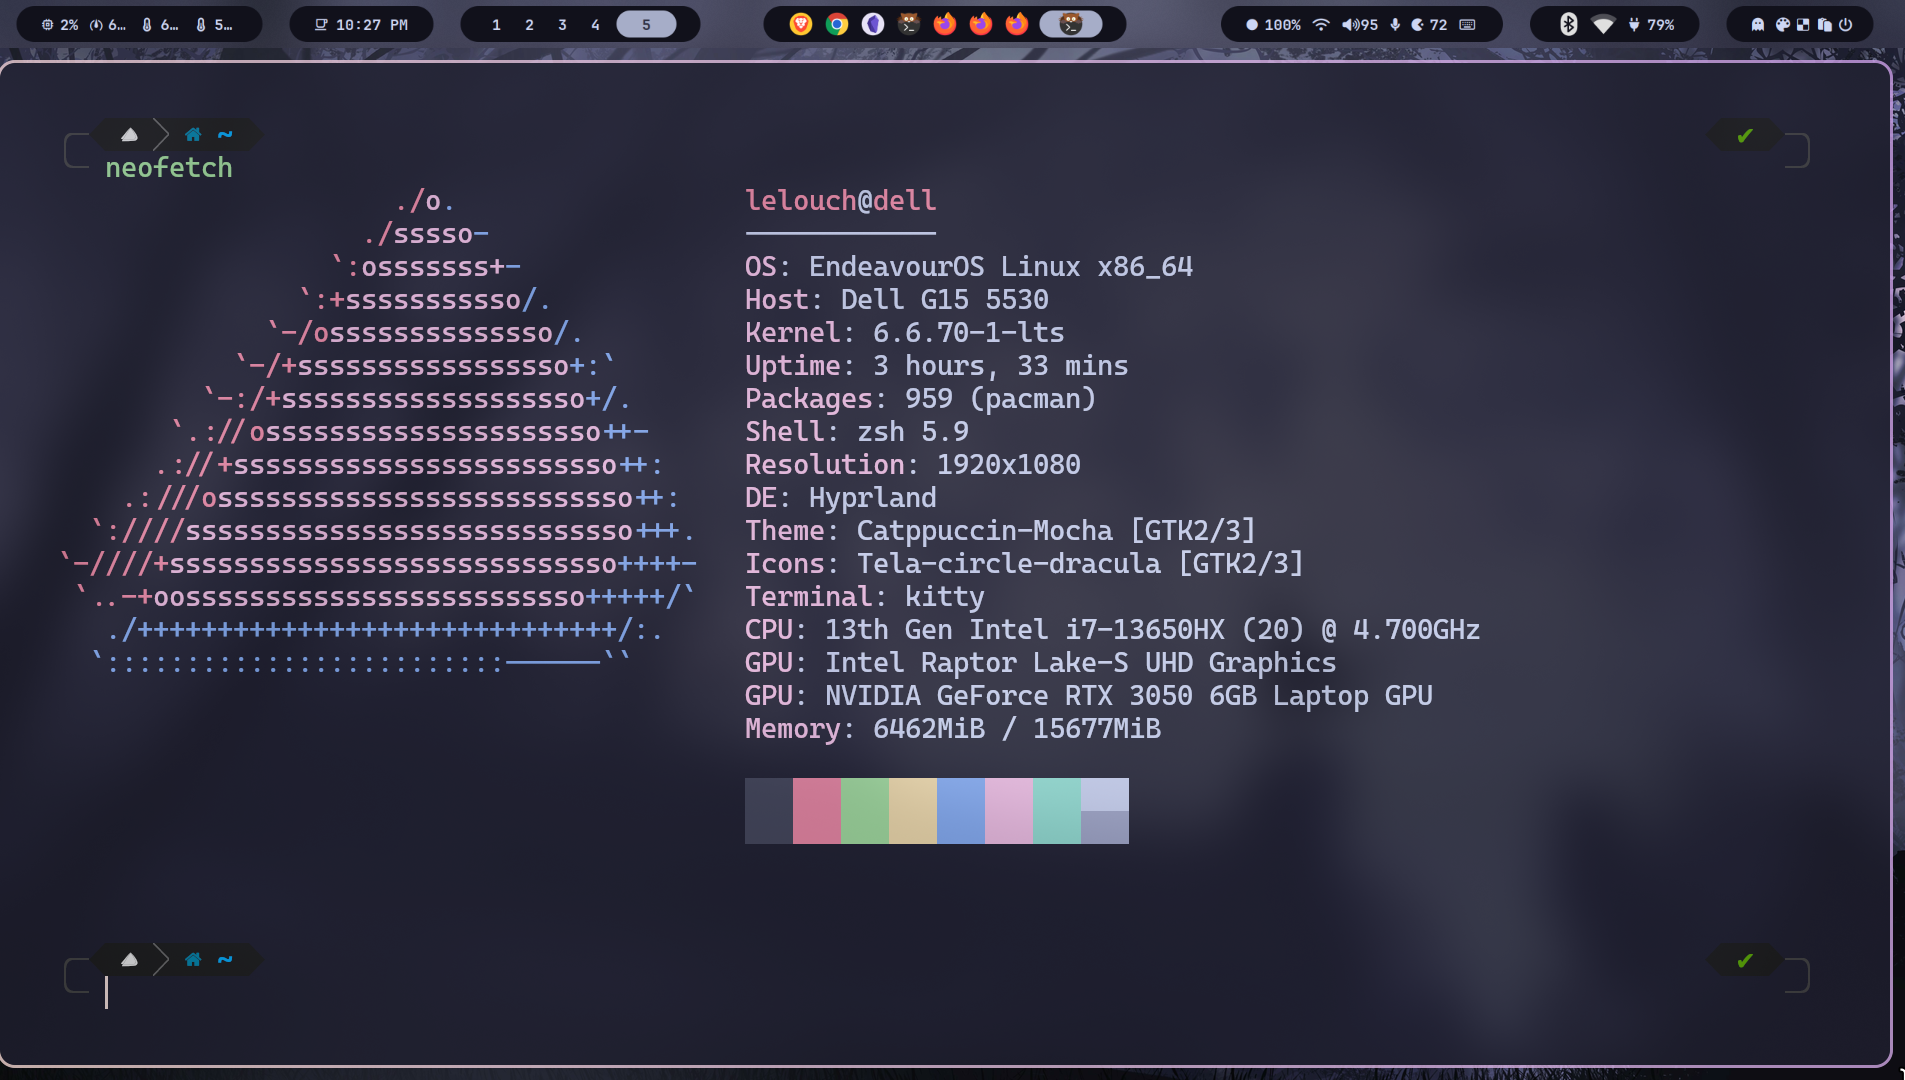 2% 6… 6… 5… 10:27 PM 1 2 3 4 5 100% 95 72 79%
~
neofetch
./o.
./sssso-
`:osssssss+-
`:+sssssssssso/.
`-/ossssssssssssso/.
`-/+sssssssssssssssso+:`
`-:/+sssssssssssssssssso+/.
`.://osssssssssssssssssssso++-
.://+ssssssssssssssssssssssso++:
.:///ossssssssssssssssssssssssso++:
`:////ssssssssssssssssssssssssssso+++.
`-////+ssssssssssssssssssssssssssso++++-
`..-+oosssssssssssssssssssssssso+++++/`
./++++++++++++++++++++++++++++++/:.
`:::::::::::::::::::::::::------``
lelouch@dell
------------
OS: EndeavourOS Linux x86_64
Host: Dell G15 5530
Kernel: 6.6.70-1-lts
Uptime: 3 hours, 33 mins
Packages: 959 (pacman)
Shell: zsh 5.9
Resolution: 1920x1080
DE: Hyprland
Theme: Catppuccin-Mocha [GTK2/3]
Icons: Tela-circle-dracula [GTK2/3]
Terminal: kitty
CPU: 13th Gen Intel i7-13650HX (20) @ 4.700GHz
GPU: Intel Raptor Lake-S UHD Graphics
GPU: NVIDIA GeForce RTX 3050 6GB Laptop GPU
Memory: 6462MiB / 15677MiB
~